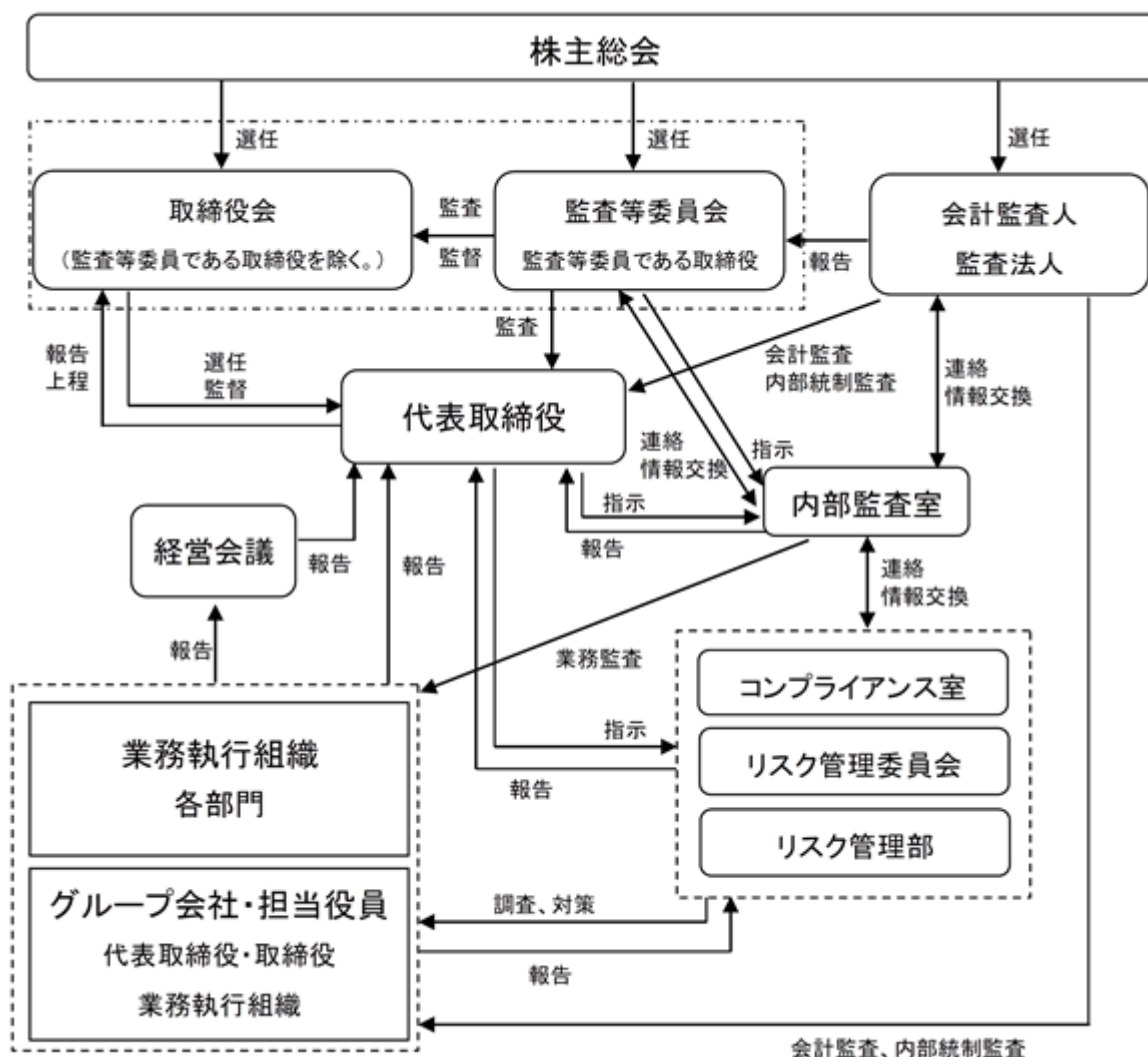 株主総会
選任
選任
選任
取締役会
（監査等委員である取締役を除く。）
監査
監督
監査等委員会
監査等委員である取締役
報告
会計監査人
監査法人
報告
上程
選任
監督
監査
会計監査
内部統制監査
連絡
情報交換
代表取締役
連絡
情報交換
指示
内部監査室
経営会議
報告
報告
指示
報告
連絡
情報交換
報告
業務監査
コンプライアンス室
リスク管理委員会
リスク管理部
指示
報告
業務執行組織
各部門
グループ会社・担当役員
代表取締役・取締役
業務執行組織
調査、対策
報告
会計監査、内部統制監査